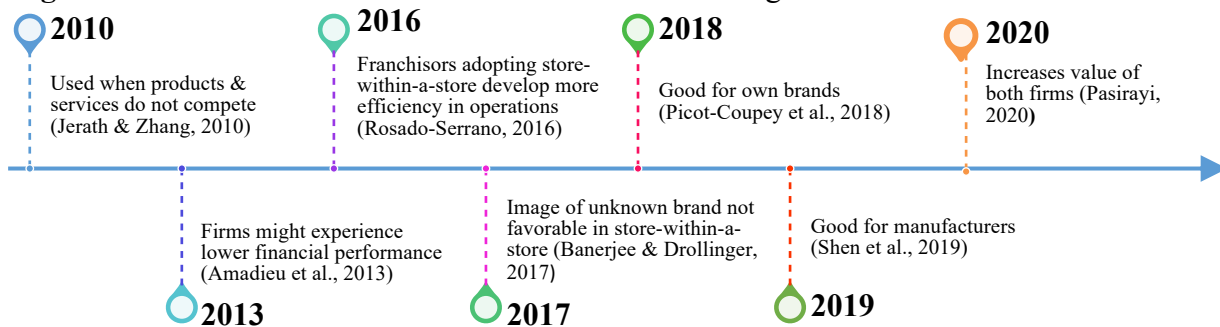 2010
Used when products &
services do not compete
(Jerath & Zhang, 2010)
2016
Franchisors adopting store-
within-a-store develop more
efficiency in operations
(Rosado-Serrano, 2016)
2018
Good for own brands
(Picot-Coupey et al., 2018)
2020
Increases value of
both firms (Pasirayi,
2020)
Firms might experience
lower financial performance
(Amadieu et al., 2013)
2013
Image of unknown brand not
favorable in store-within-a-
store (Banerjee & Drollinger,
2017)
2017
Good for manufacturers
(Shen et al., 2019)
2019